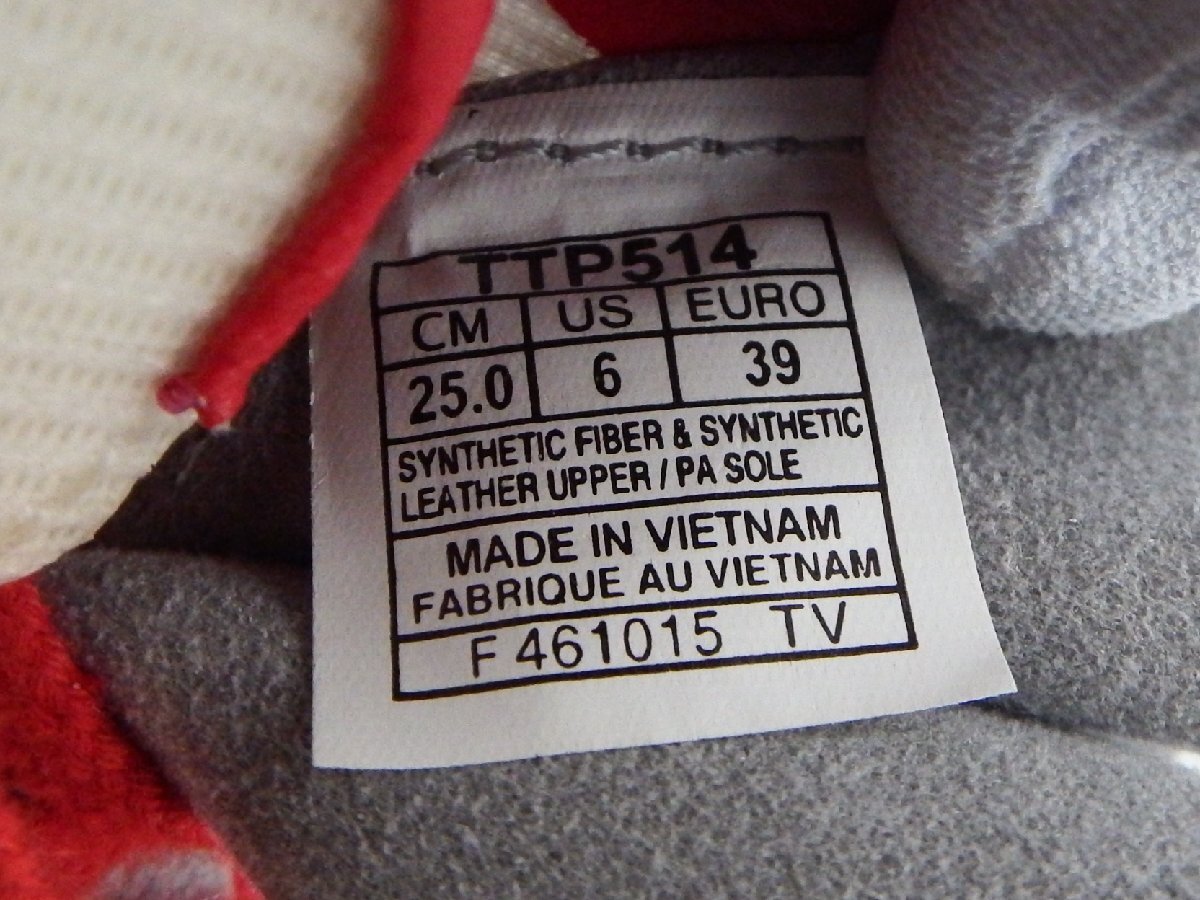 TTP514
CM US EURO
25.0 6 39
SYNTHETIC FIBER & SYNTHETIC
LEATHER UPPER / PA SOLE
MADE IN VIETNAM
FABRIQUE AU VIETNAM
F 461015 TV